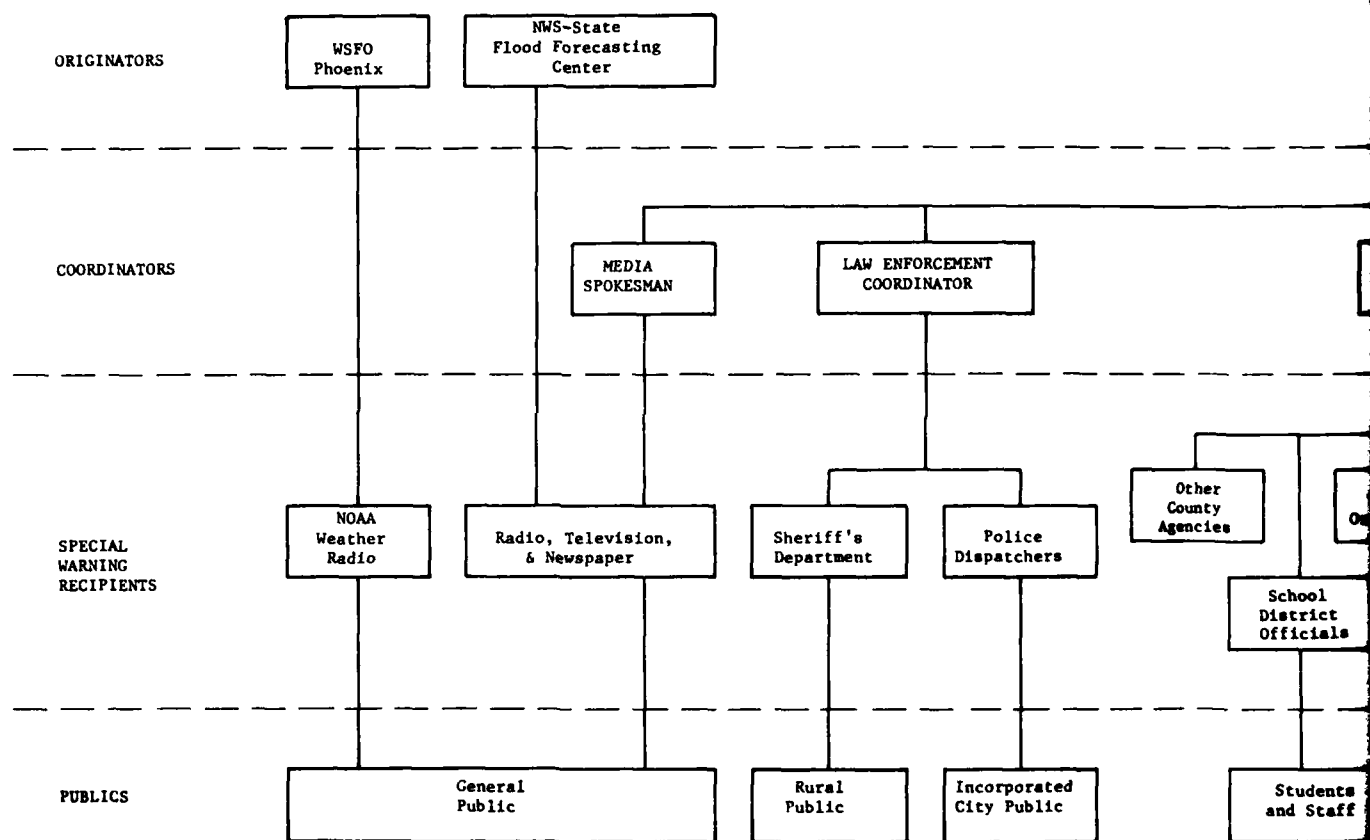 ORIGINATORS
WSFO
Phoenix
NWS-State
Flood Forecasting
Center
COORDINATORS
MEDIA
SPOKESMAN
LAW ENFORCEMENT
COORDINATOR
SPECIAL
WARNING
RECIPIENTS
NOAA
Weather
Radio
Radio, Television,
& Newspaper
Sheriff's
Department
Police
Dispatchers
Other
County
Agencies
School
District
Officials
PUBLICS
General
Public
Rural
Public
Incorporated
City Public
Students
and Staff